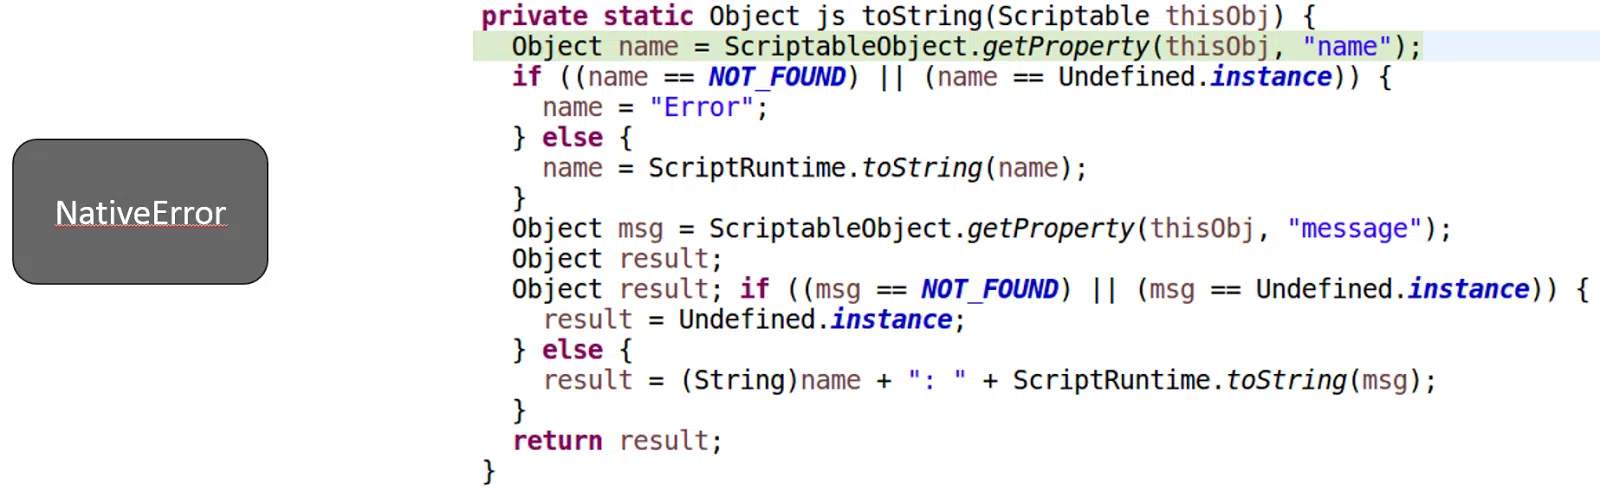 private static Object js_toString(Scriptable thisObj) {
Object name = ScriptableObject.getProperty(thisObj, "name");
if ((name == NOT_FOUND) || (name == Undefined.instance)) {
name = "Error";
} else {
name = ScriptRuntime.toString(name);
}
NativeError
Object msg = ScriptableObject.getProperty(thisObj, "message");
Object result;
Object result; if ((msg == NOT_FOUND) || (msg == Undefined.instance)) {
result = Undefined.instance;
} else {
result = (String)name + ": " + ScriptRuntime.toString(msg);
}
return result;
}